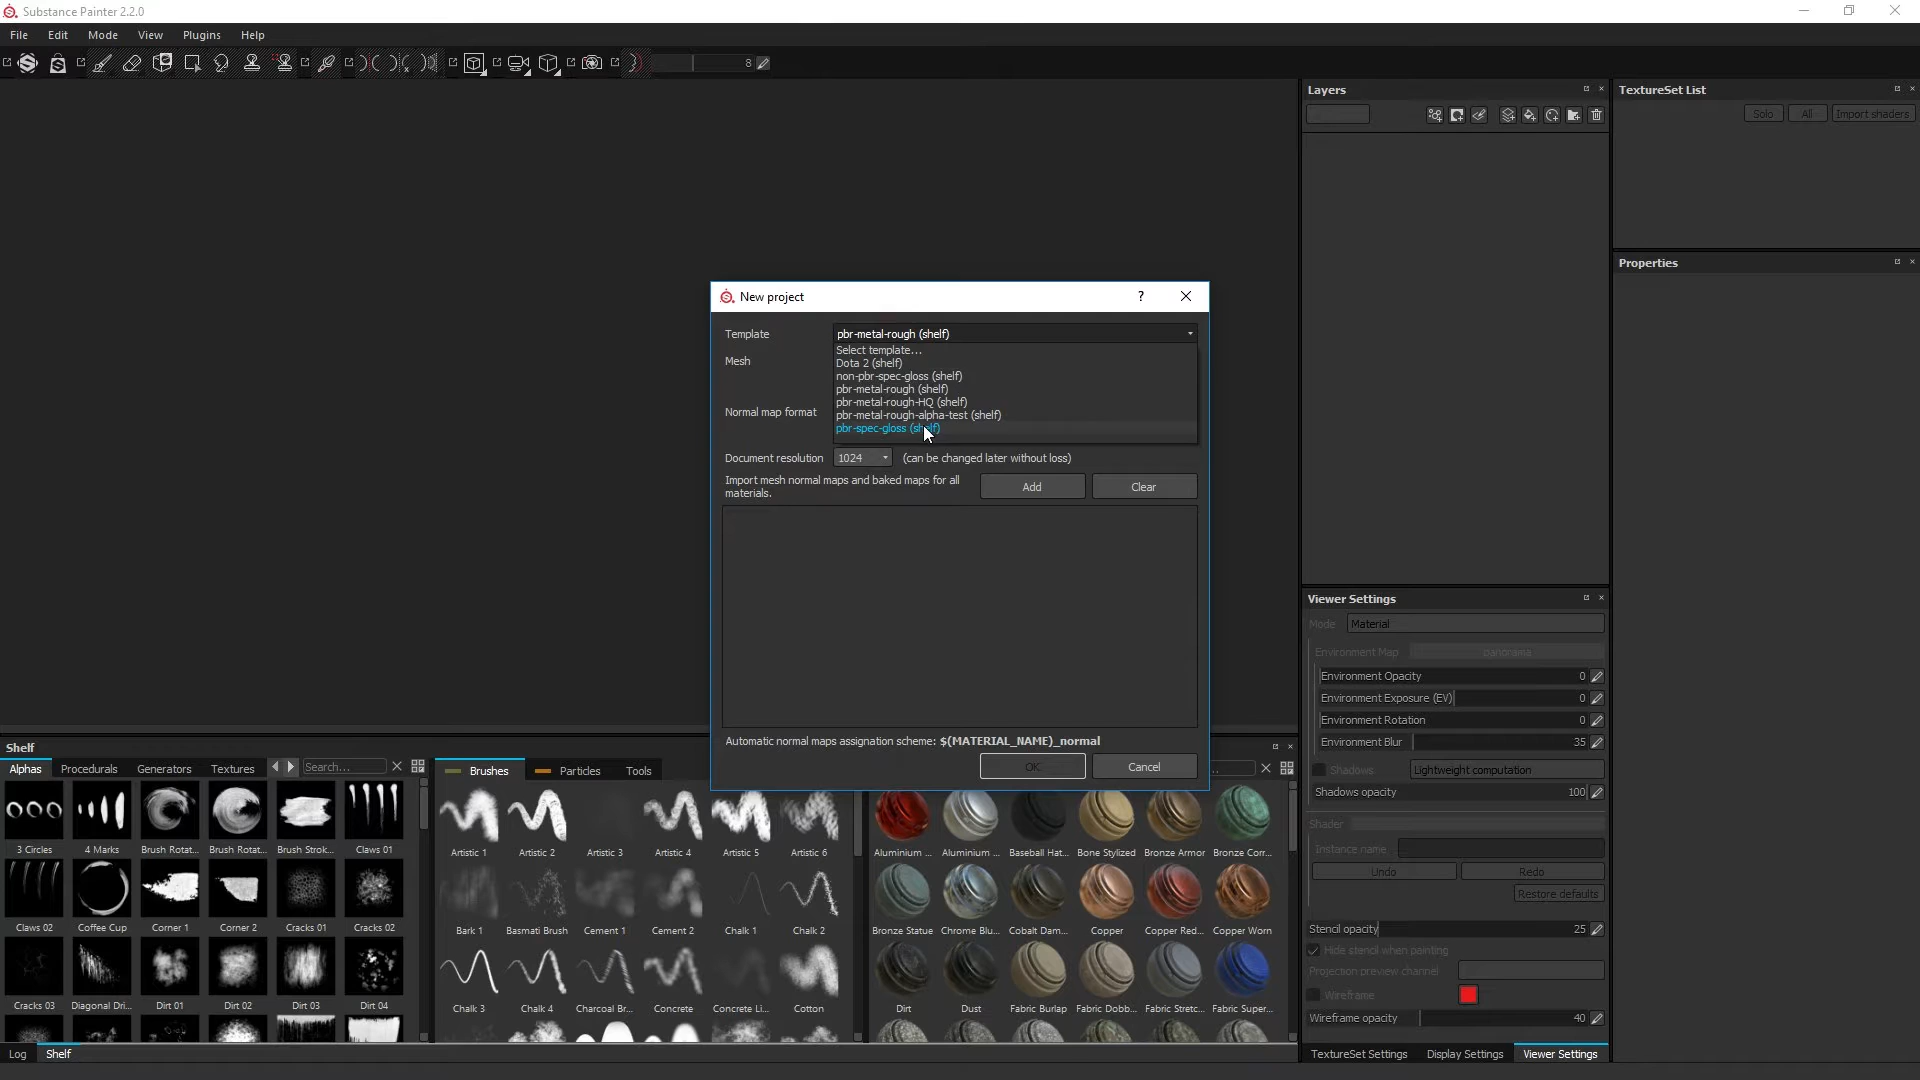 Substance Painter 2.2.0
File Edit Mode View Plugins Help
8
Layers
TextureSet List
Solo All Import shaders
Properties
New project
?
Template pbr-metal-rough (shelf)
Select template...
Mesh
Dota 2 (shelf)
non-pbr-spec-gloss (shelf)
pbr-metal-rough (shelf)
pbr-metal-rough-HQ (shelf)
Normal map format
pbr-metal-rough-alpha-test (shelf)
pbr-spec-gloss (shelf)
Document resolution 1024 (can be changed later without loss)
Import mesh normal maps and baked maps for all
materials.
Add Clear
Automatic normal maps assignation scheme: $(MATERIAL_NAME)_normal
OK Cancel
Viewer Settings
Mode Material
Environment Map panorama
Environment Opacity 0
Environment Exposure (EV) 0
Environment Rotation 0
Environment Blur 35
Shadows Lightweight computation
Shadows opacity 100
Shader
Instance name
Undo Redo
Restore defaults
Stencil opacity 25
Hide stencil when painting
Projection preview channel
Wireframe
Wireframe opacity 40
TextureSet Settings Display Settings Viewer Settings
Shelf
Alphas Procedurals Generators Textures Search...
3 Circles 4 Marks Brush Rotat... Brush Rotat... Brush Strok... Claws 01
Claws 02 Coffee Cup Corner 1 Corner 2 Cracks 01 Cracks 02
Cracks 03 Diagonal Dri... Dirt 01 Dirt 02 Dirt 03 Dirt 04
Brushes Particles Tools
Artistic 1 Artistic 2 Artistic 3 Artistic 4 Artistic 5 Artistic 6
Bark 1 Basmati Brush Cement 1 Cement 2 Chalk 1 Chalk 2
Chalk 3 Chalk 4 Charcoal Br... Concrete Concrete Li... Cotton
Aluminium ... Aluminium ... Baseball Hat... Bone Stylized Bronze Armor Bronze Corr...
Bronze Statue Chrome Blu... Cobalt Dam... Copper Copper Red... Copper Worn
Dirt Dust Fabric Burlap Fabric Dobb... Fabric Stretc... Fabric Super...
Log Shelf